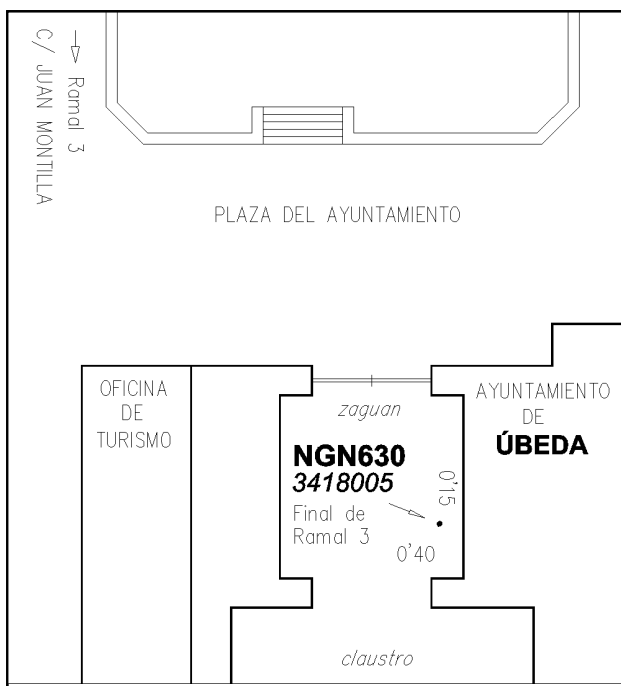 → Ramal 3
C/ JUAN MONTILLA
PLAZA DEL AYUNTAMIENTO
OFICINA
DE
TURISMO
zaguan
AYUNTAMIENTO
DE
ÚBEDA
NGN630
3418005
Final de
Ramal 3
0'15
0'40
claustro